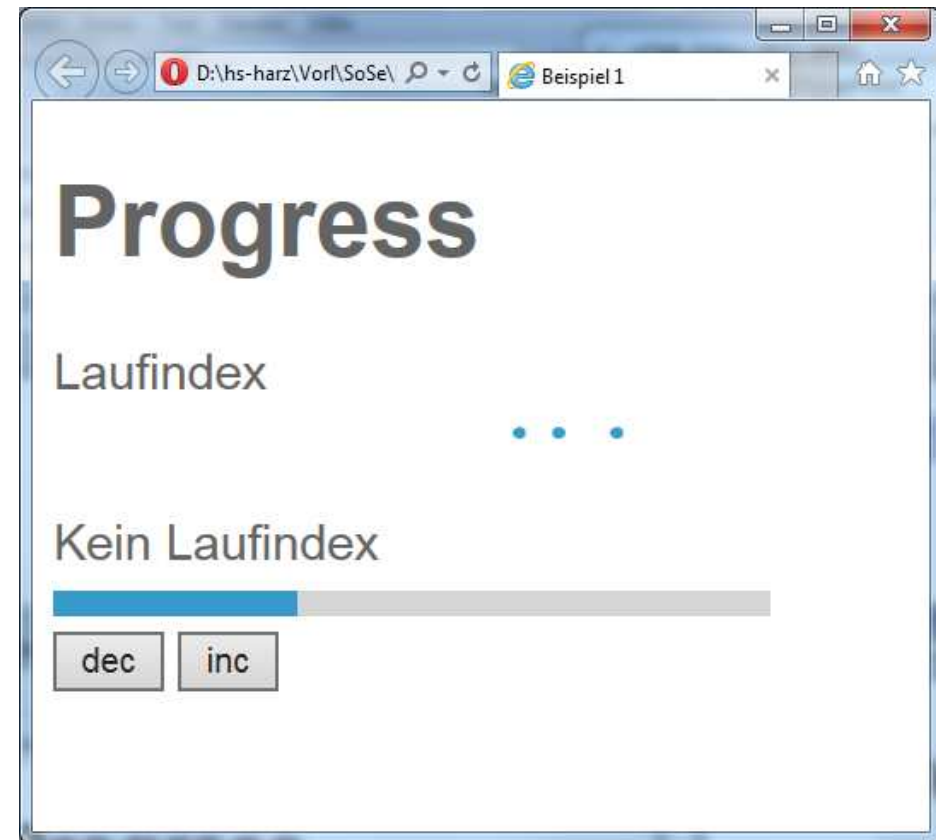 D:\hs-harz\Vorl\SoSe\
Beispiel 1
Progress
Laufindex
Kein Laufindex
dec inc